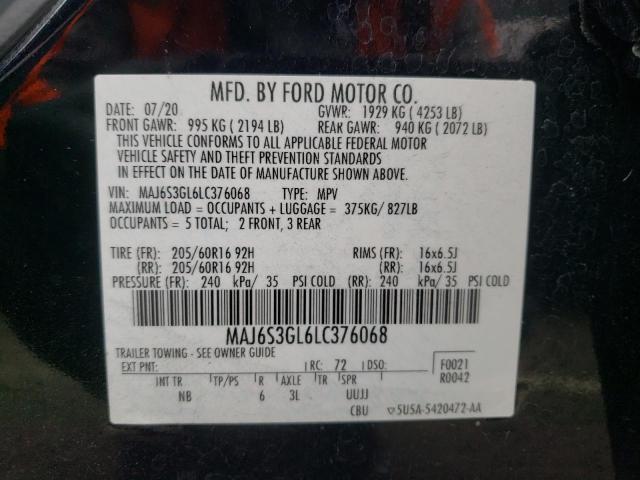 MFD. BY FORD MOTOR CO.
DATE: 07/20 GVWR: 1929 KG (4253 LB)
FRONT GAWR: 995 KG (2194 LB) REAR GAWR: 940 KG (2072 LB)
THIS VEHICLE CONFORMS TO ALL APPLICABLE FEDERAL MOTOR
VEHICLE SAFETY AND THEFT PREVENTION STANDARDS
IN EFFECT ON THE DATE OF MANUFACTURE SHOWN ABOVE.
VIN: MAJ6S3GL6LC376068 TYPE: MPV
MAXIMUM LOAD = OCCUPANTS + LUGGAGE = 375KG/ 827LB
OCCUPANTS = 5 TOTAL; 2 FRONT, 3 REAR
TIRE (FR): 205/60R16 92H RIMS (FR): 16x6.5J
(RR): 205/60R16 92H (RR): 16x6.5J
PRESSURE (FR): 240 kPa/ 35 PSI COLD (RR): 240 kPa/ 35 PSI COLD
MAJ6S3GL6LC376068
TRAILER TOWING - SEE OWNER GUIDE
EXT PNT: RC: 72 DSO: F0021
R0042
INT TR TP/PS R AXLE TR SPR
NB 6 3L UUJJ
CBU ▽5U5A-5420472-AA